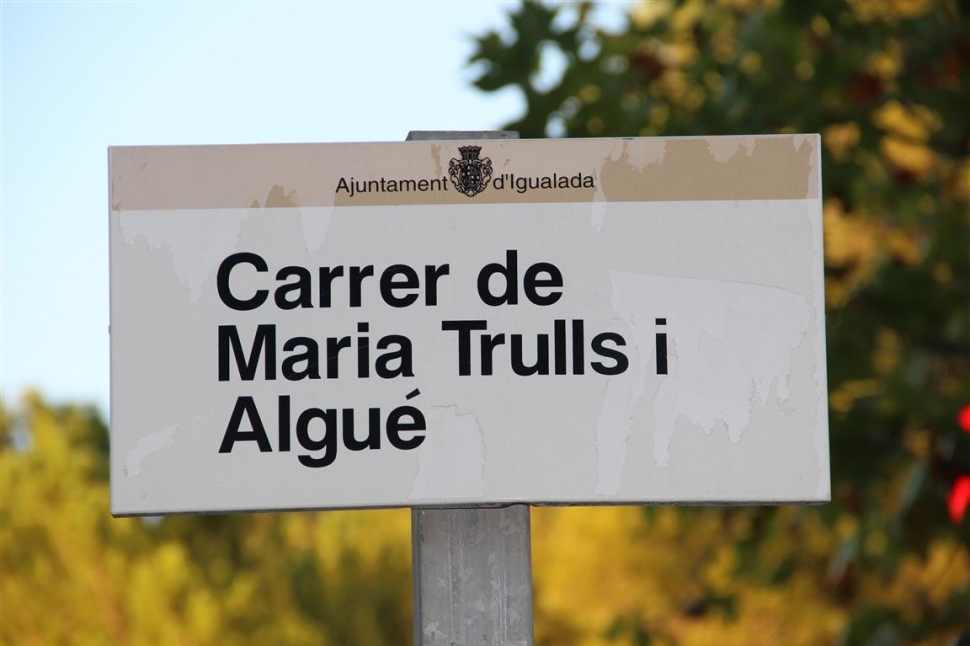 Ajuntament d'Igualada
Carrer de
Maria Trulls i
Algué